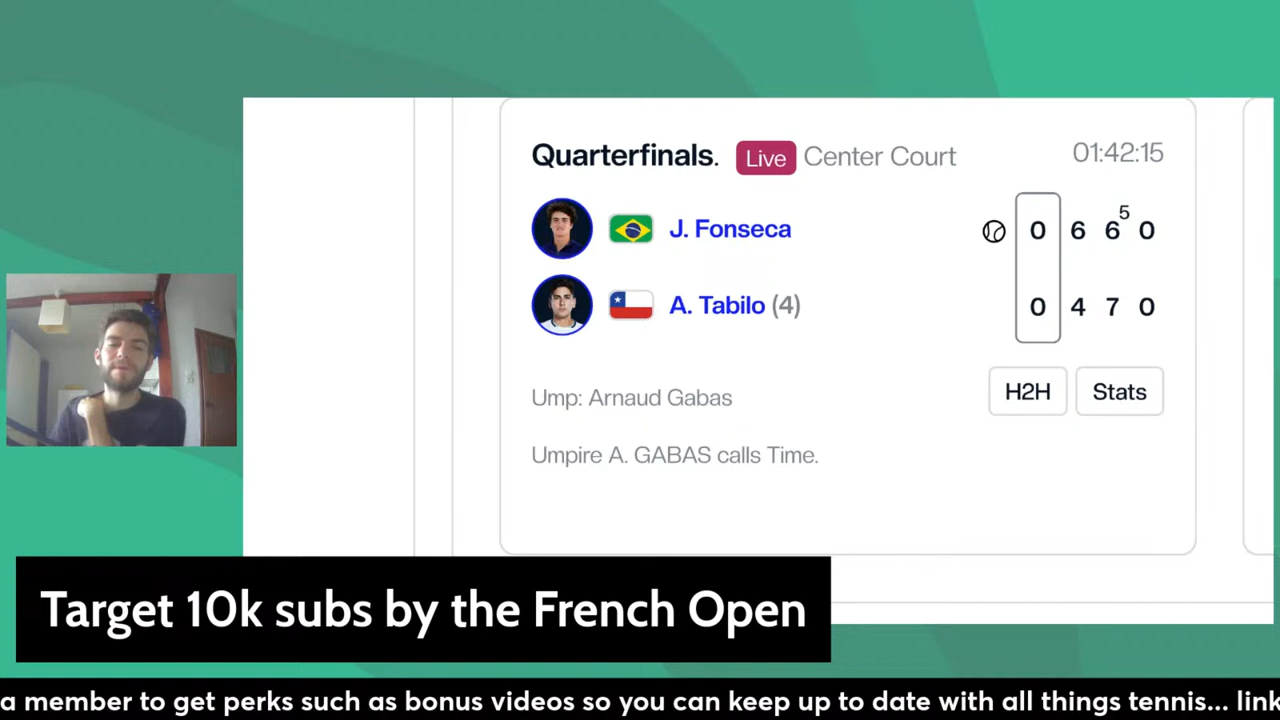 Quarterfinals. Live Center Court 01:42:15
J. Fonseca 0 6 6 5 0
A. Tabilo (4) 0 4 7 0
H2H Stats
Ump: Arnaud Gabas
Umpire A. GABAS calls Time.
Target 10k subs by the French Open
a member to get perks such as bonus videos so you can keep up to date with all things tennis... link